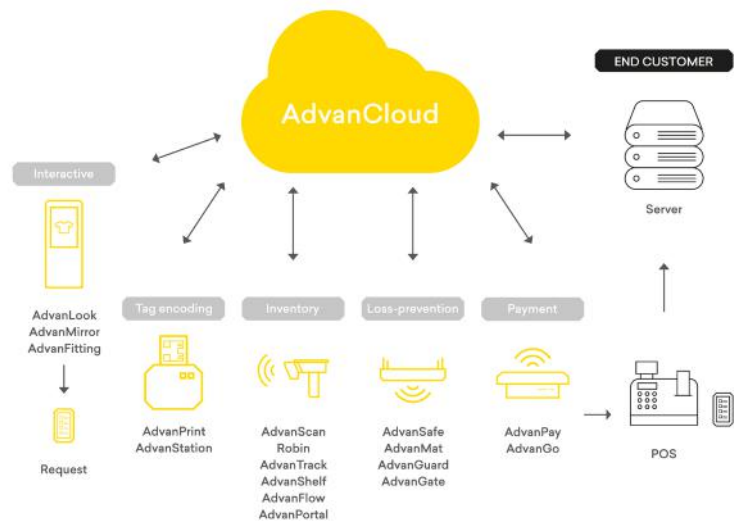 AdvanCloud
END CUSTOMER
Server
Interactive
AdvanLook
AdvanMirror
AdvanFitting
Request
Tag encoding
AdvanPrint
AdvanStation
Inventory
AdvanScan
Robin
AdvanTrack
AdvanShelf
AdvanFlow
AdvanPortal
Loss-prevention
AdvanSafe
AdvanMat
AdvanGuard
AdvanGate
Payment
AdvanPay
AdvanGo
POS